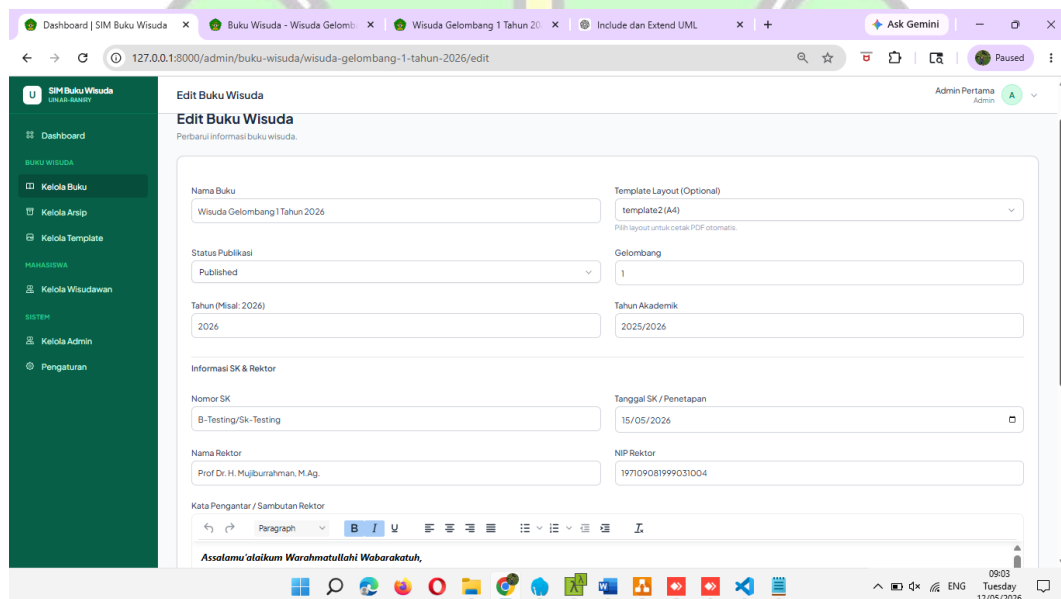 Dashboard | SIM Buku Wisuda
Buku Wisuda - Wisuda Gelomb
Wisuda Gelombang 1 Tahun 20
Include dan Extend UML
Ask Gemini
127.0.0.1:8000/admin/buku-wisuda/wisuda-gelombang-1-tahun-2026/edit
Paused
U
SIM Buku Wisuda
UINAR-RANIRY
Edit Buku Wisuda
Admin Pertama
Admin
A
Dashboard
BUKU WISUDA
Kelola Buku
Kelola Arsip
Kelola Template
MAHASISWA
Kelola Wisudawan
SISTEM
Kelola Admin
Pengaturan
Edit Buku Wisuda
Perbarui informasi buku wisuda.
Nama Buku
Wisuda Gelombang 1 Tahun 2026
Template Layout (Optional)
template2 (A4)
Pilih layout untuk cetak PDF otomatis.
Status Publikasi
Published
Gelombang
1
Tahun (Misal: 2026)
2026
Tahun Akademik
2025/2026
Informasi SK & Rektor
Nomor SK
B-Testing/Sk-Testing
Tanggal SK / Penetapan
15/05/2026
Nama Rektor
Prof Dr. H. Mujiburrahman, M.Ag.
NIP Rektor
197109081999031004
Kata Pengantar / Sambutan Rektor
Paragraph
B I U
Assalamu'alaikum Warahmatullahi Wabarakatuh,
ENG
09:03
Tuesday
12/05/2026